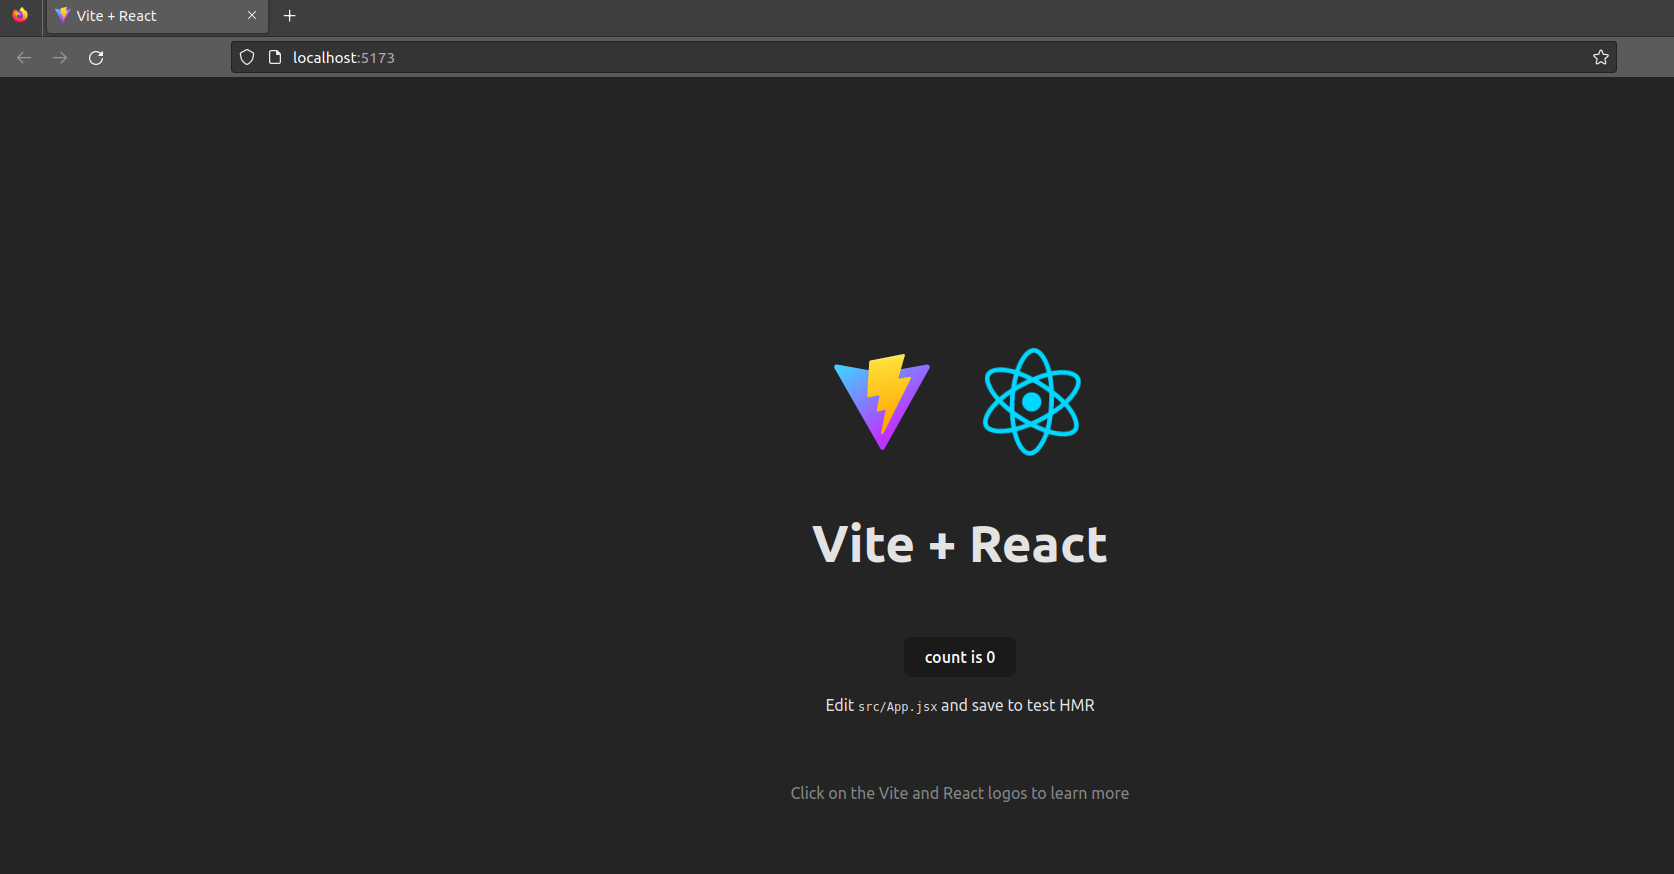 Vite + React
localhost:5173
Vite + React
count is 0
Edit src/App.jsx and save to test HMR
Click on the Vite and React logos to learn more